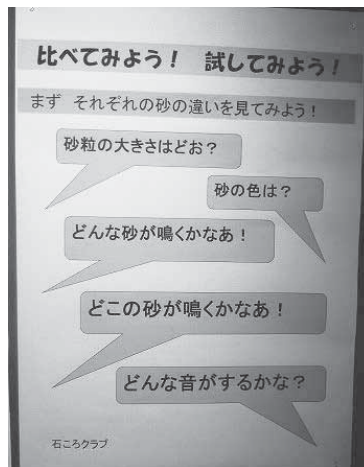 比べてみよう！　試してみよう！
まず　それぞれの砂の違いを見てみよう！
砂粒の大きさはどお？
砂の色は？
どんな砂が鳴くかなあ！
どこの砂が鳴くかなあ！
どんな音がするかな？
石ころクラブ